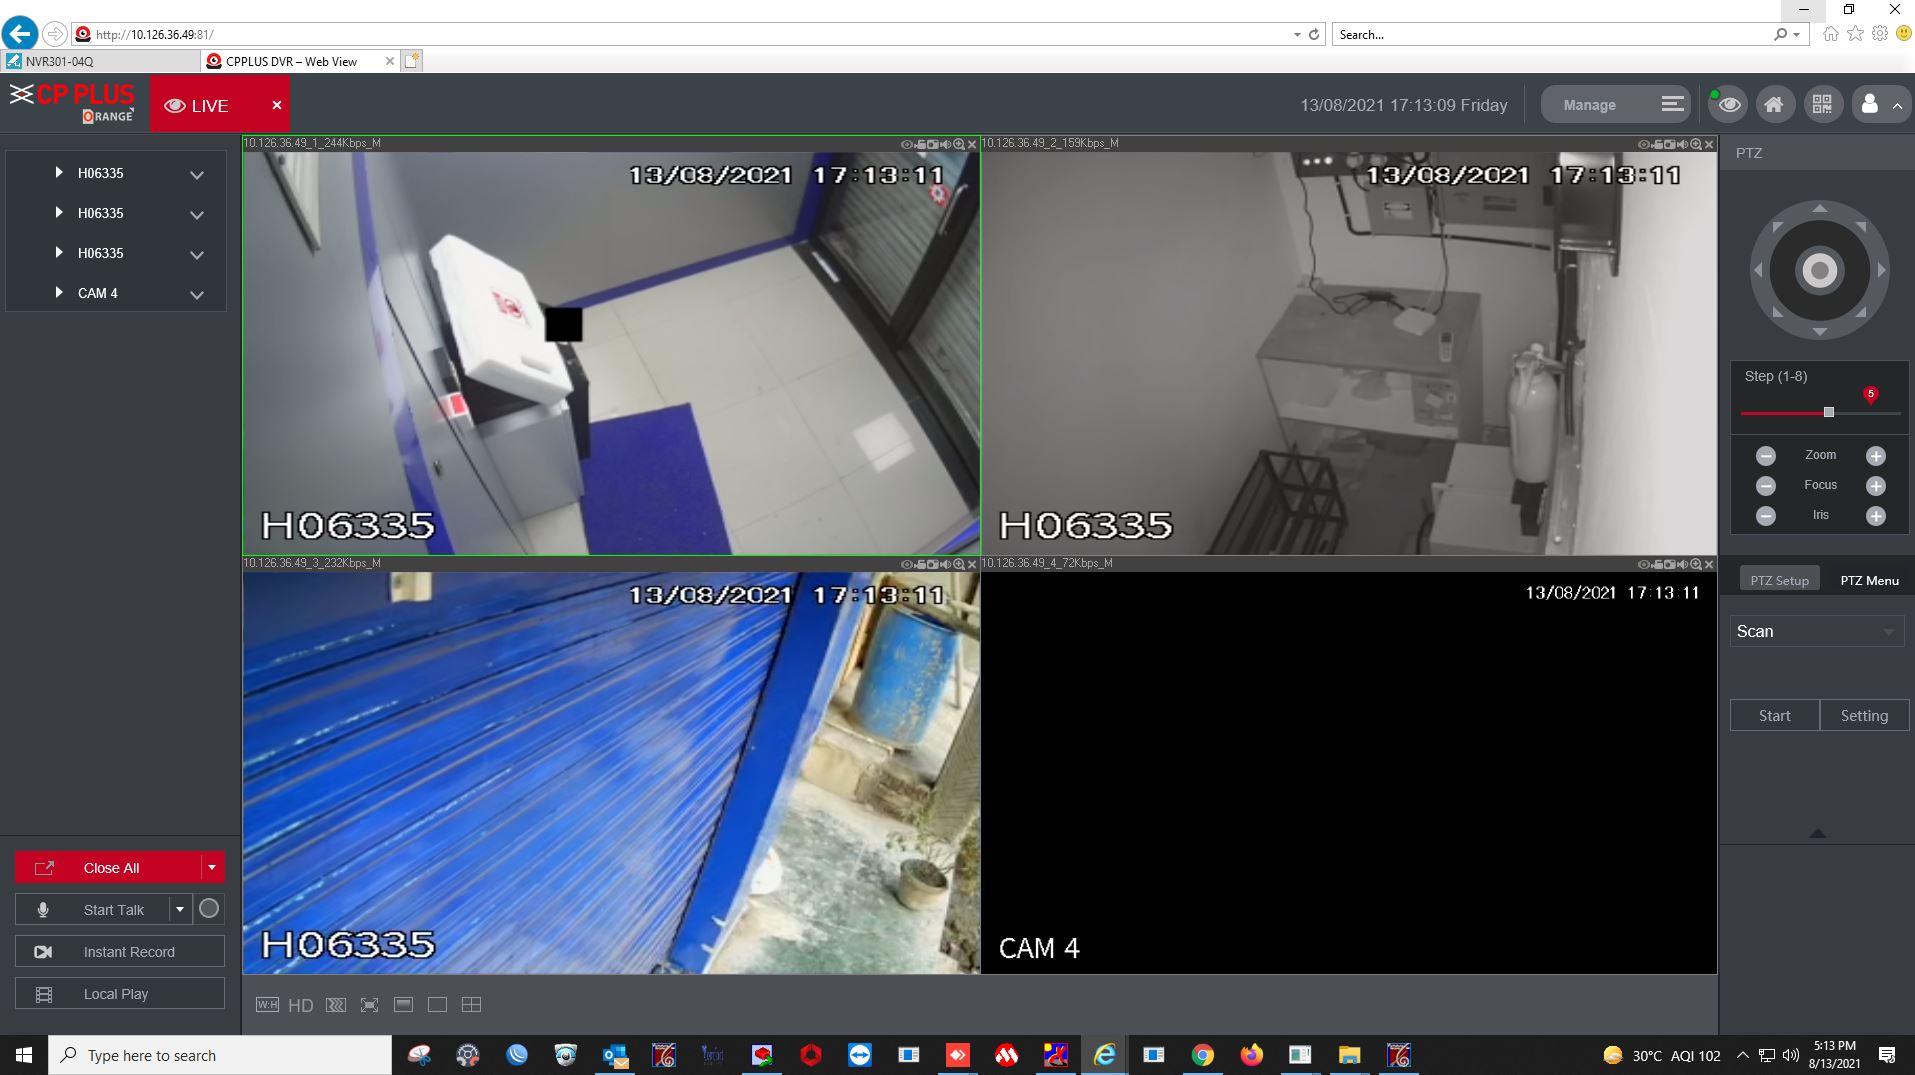 http://10.126.36.49:81/
Search...
NVR301-04Q
CPPLUS DVR – Web View
CP PLUS
ORANGE
LIVE
13/08/2021 17:13:09 Friday
Manage
H06335
H06335
H06335
CAM 4
10.126.36.49_1_244Kbps_M
13/08/2021 17:13:11
H06335
10.126.36.49_2_159Kbps_M
13/08/2021 17:13:11
H06335
10.126.36.49_3_232Kbps_M
13/08/2021 17:13:11
H06335
10.126.36.49_4_72Kbps_M
13/08/2021 17:13:11
CAM 4
PTZ
Step (1-8)
5
Zoom
Focus
Iris
PTZ Setup
PTZ Menu
Scan
Start
Setting
Close All
Start Talk
Instant Record
Local Play
W:H
HD
Type here to search
30°C AQI 102
5:13 PM
8/13/2021